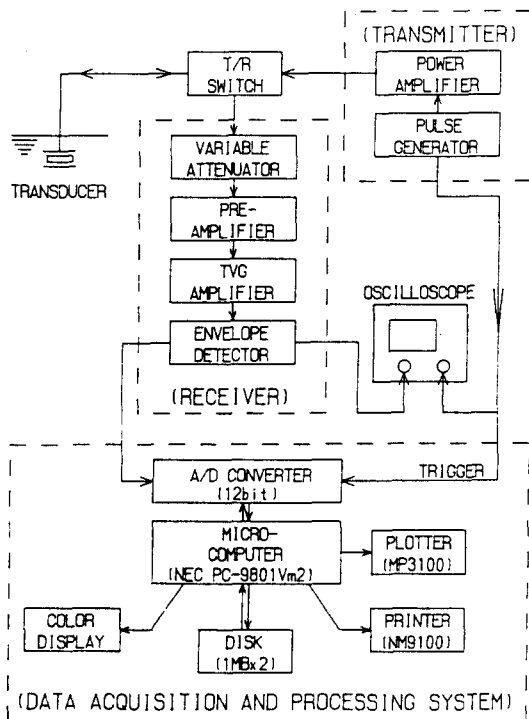 (TRANSMITTER)
T/R
SWITCH
POWER
AMPLIFIER
PULSE
GENERATOR
TRANSDUCER
VARIABLE
ATTENUATOR
PRE-
AMPLIFIER
TVG
AMPLIFIER
ENVELOPE
DETECTOR
(RECEIVER)
OSCILLOSCOPE
A/D CONVERTER
(12bit)
TRIGGER
MICRO-
COMPUTER
(NEC PC-9801Vm2)
PLOTTER
(MP3100)
COLOR
DISPLAY
DISK
(1MBx2)
PRINTER
(NM9100)
(DATA ACQUISITION AND PROCESSING SYSTEM)